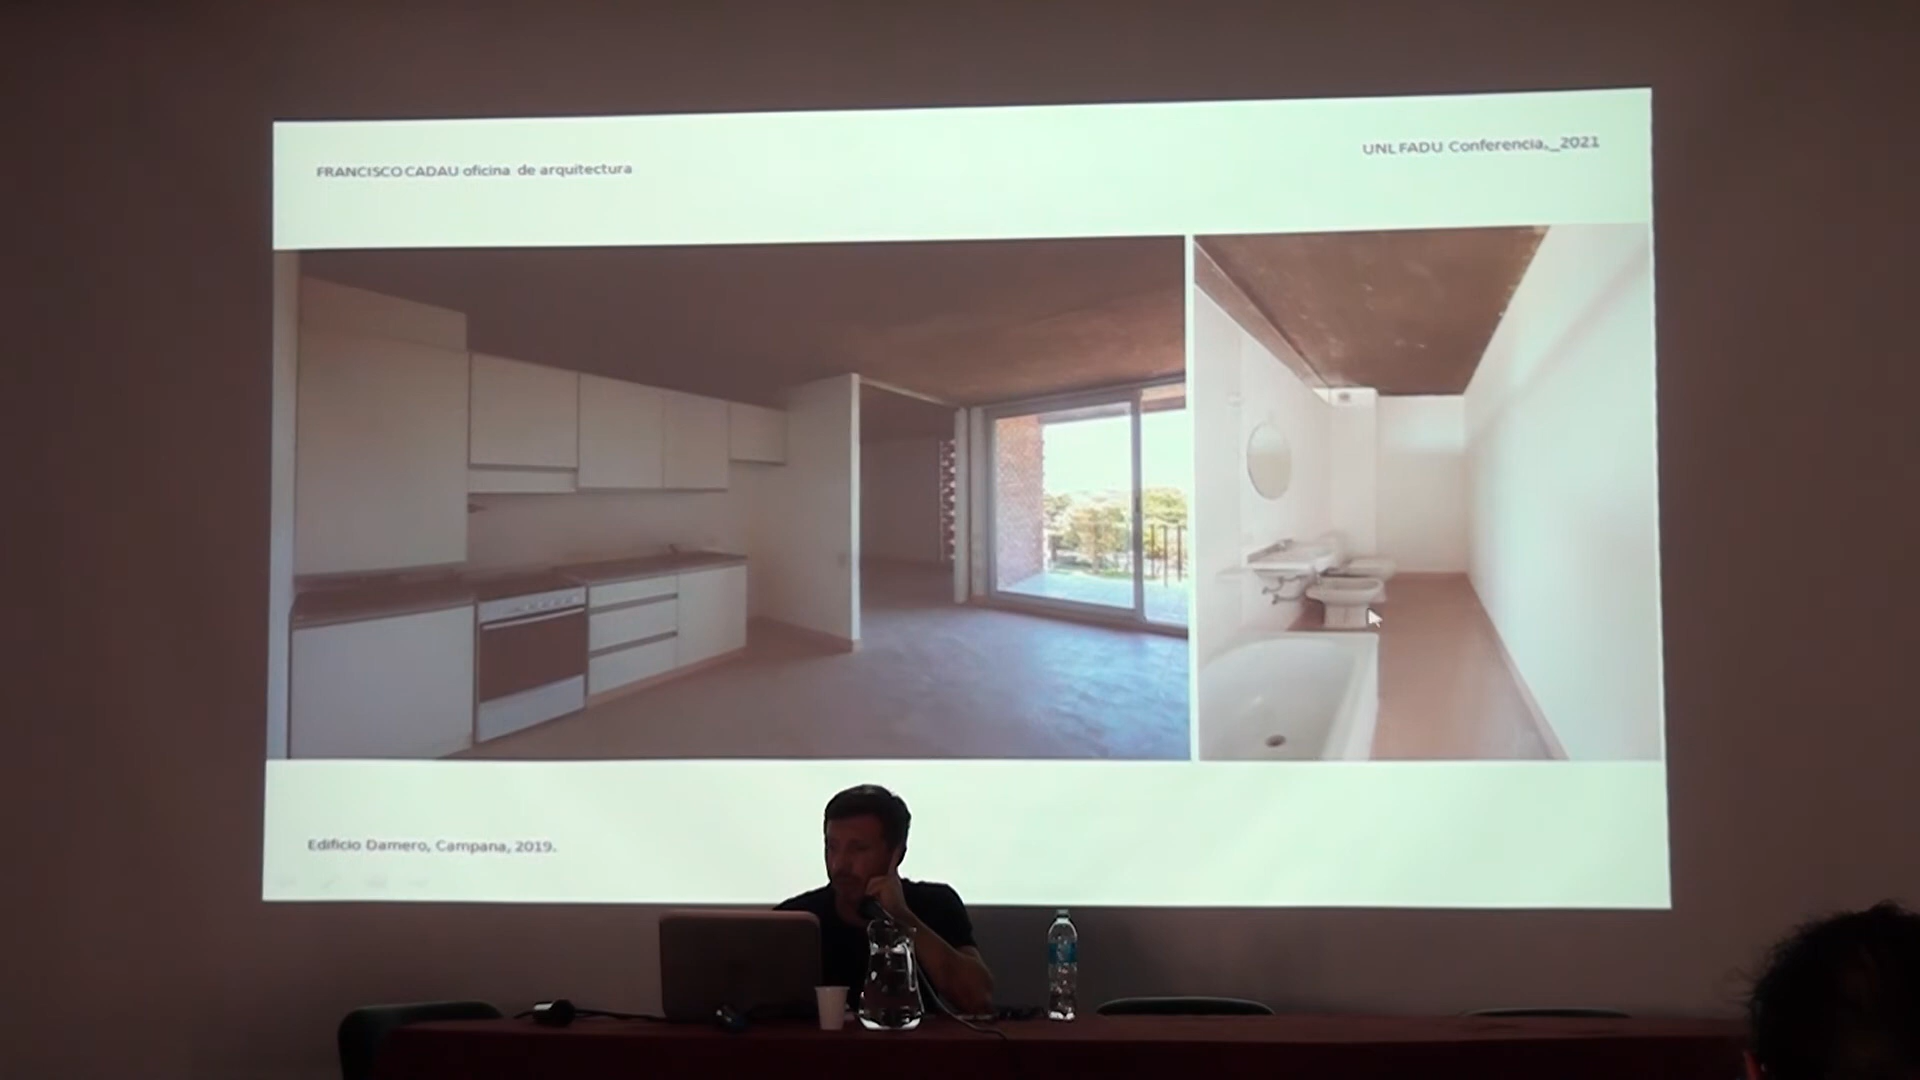 FRANCISCO CADAU oficina de arquitectura
UNL FADU Conferencia,_2021
Edificio Damero, Campana, 2019.